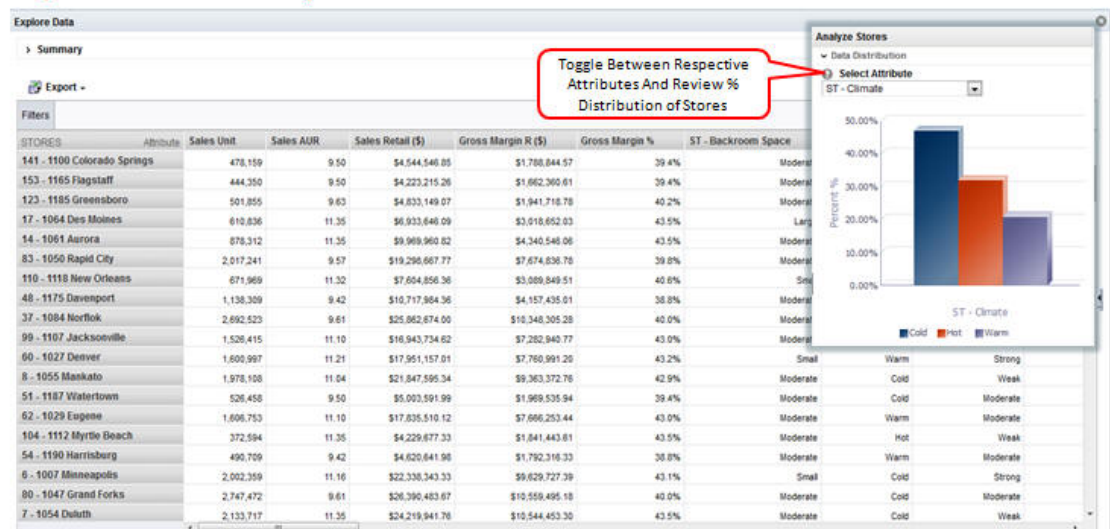 Explore Data
Summary
Export
Filters
STORES Attribute Sales Unit Sales AUR Sales Retail ($) Gross Margin R ($) Gross Margin % ST - Backroom Space
141 - 1100 Colorado Springs 478,159 9.50 $4,544,546.85 $1,788,844.57 39.4% Moderat
153 - 1165 Flagstaff 444,350 9.50 $4,223,215.26 $1,662,360.61 39.4% Moderat
123 - 1185 Greensboro 501,855 9.63 $4,833,149.07 $1,941,718.78 40.2% Moderat
17 - 1064 Des Moines 610,836 11.35 $6,933,646.09 $3,018,652.03 43.5% Larg
14 - 1061 Aurora 878,312 11.35 $9,969,960.82 $4,340,546.06 43.5% Moderat
83 - 1050 Rapid City 2,017,241 9.57 $19,298,667.77 $7,674,836.78 39.8% Moderat
110 - 1118 New Orleans 671,969 11.32 $7,604,856.36 $3,089,849.51 40.6% Sma
48 - 1175 Davenport 1,138,309 9.42 $10,717,984.36 $4,157,435.01 38.8% Moderat
37 - 1084 Norflok 2,692,523 9.61 $25,862,674.00 $10,348,305.28 40.0% Moderat
99 - 1107 Jacksonville 1,526,415 11.10 $16,943,734.62 $7,282,940.77 43.0% Moderat
60 - 1027 Denver 1,600,997 11.21 $17,951,157.01 $7,760,991.20 43.2% Small Warm Strong
8 - 1055 Mankato 1,978,108 11.04 $21,847,595.34 $9,363,372.76 42.9% Moderate Cold Weak
51 - 1187 Watertown 526,458 9.50 $5,003,591.99 $1,969,535.94 39.4% Moderate Cold Moderate
62 - 1029 Eugene 1,606,753 11.10 $17,835,510.12 $7,666,253.44 43.0% Moderate Warm Moderate
104 - 1112 Myrtle Beach 372,594 11.35 $4,229,677.33 $1,841,443.61 43.5% Moderate Hot Weak
54 - 1190 Harrisburg 490,709 9.42 $4,620,641.98 $1,792,316.33 38.8% Moderate Warm Moderate
6 - 1007 Minneapolis 2,002,359 11.16 $22,338,343.33 $9,629,727.39 43.1% Small Cold Strong
80 - 1047 Grand Forks 2,747,472 9.61 $26,390,483.67 $10,559,495.18 40.0% Moderate Cold Moderate
7 - 1054 Duluth 2,133,717 11.35 $24,219,941.76 $10,544,453.30 43.5% Moderate Cold Weak
Toggle Between Respective
Attributes And Review %
Distribution of Stores
Analyze Stores
Data Distribution
Select Attribute
ST - Climate
Percent %
50.00%
40.00%
30.00%
20.00%
10.00%
0.00%
ST - Climate
Cold Hot Warm